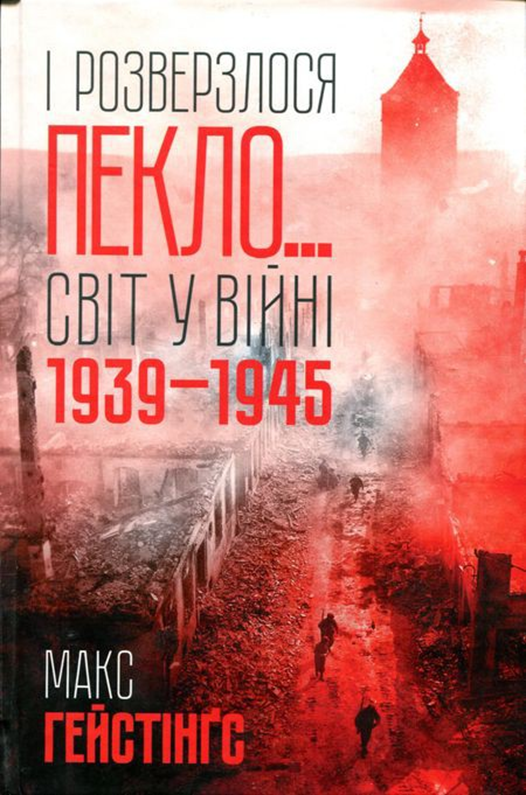 І РОЗВЕРЗЛОСЯ
ПЕКЛО...
СВІТ У ВІЙНІ
1939–1945
МАКС
ГЕЙСТІНҐС